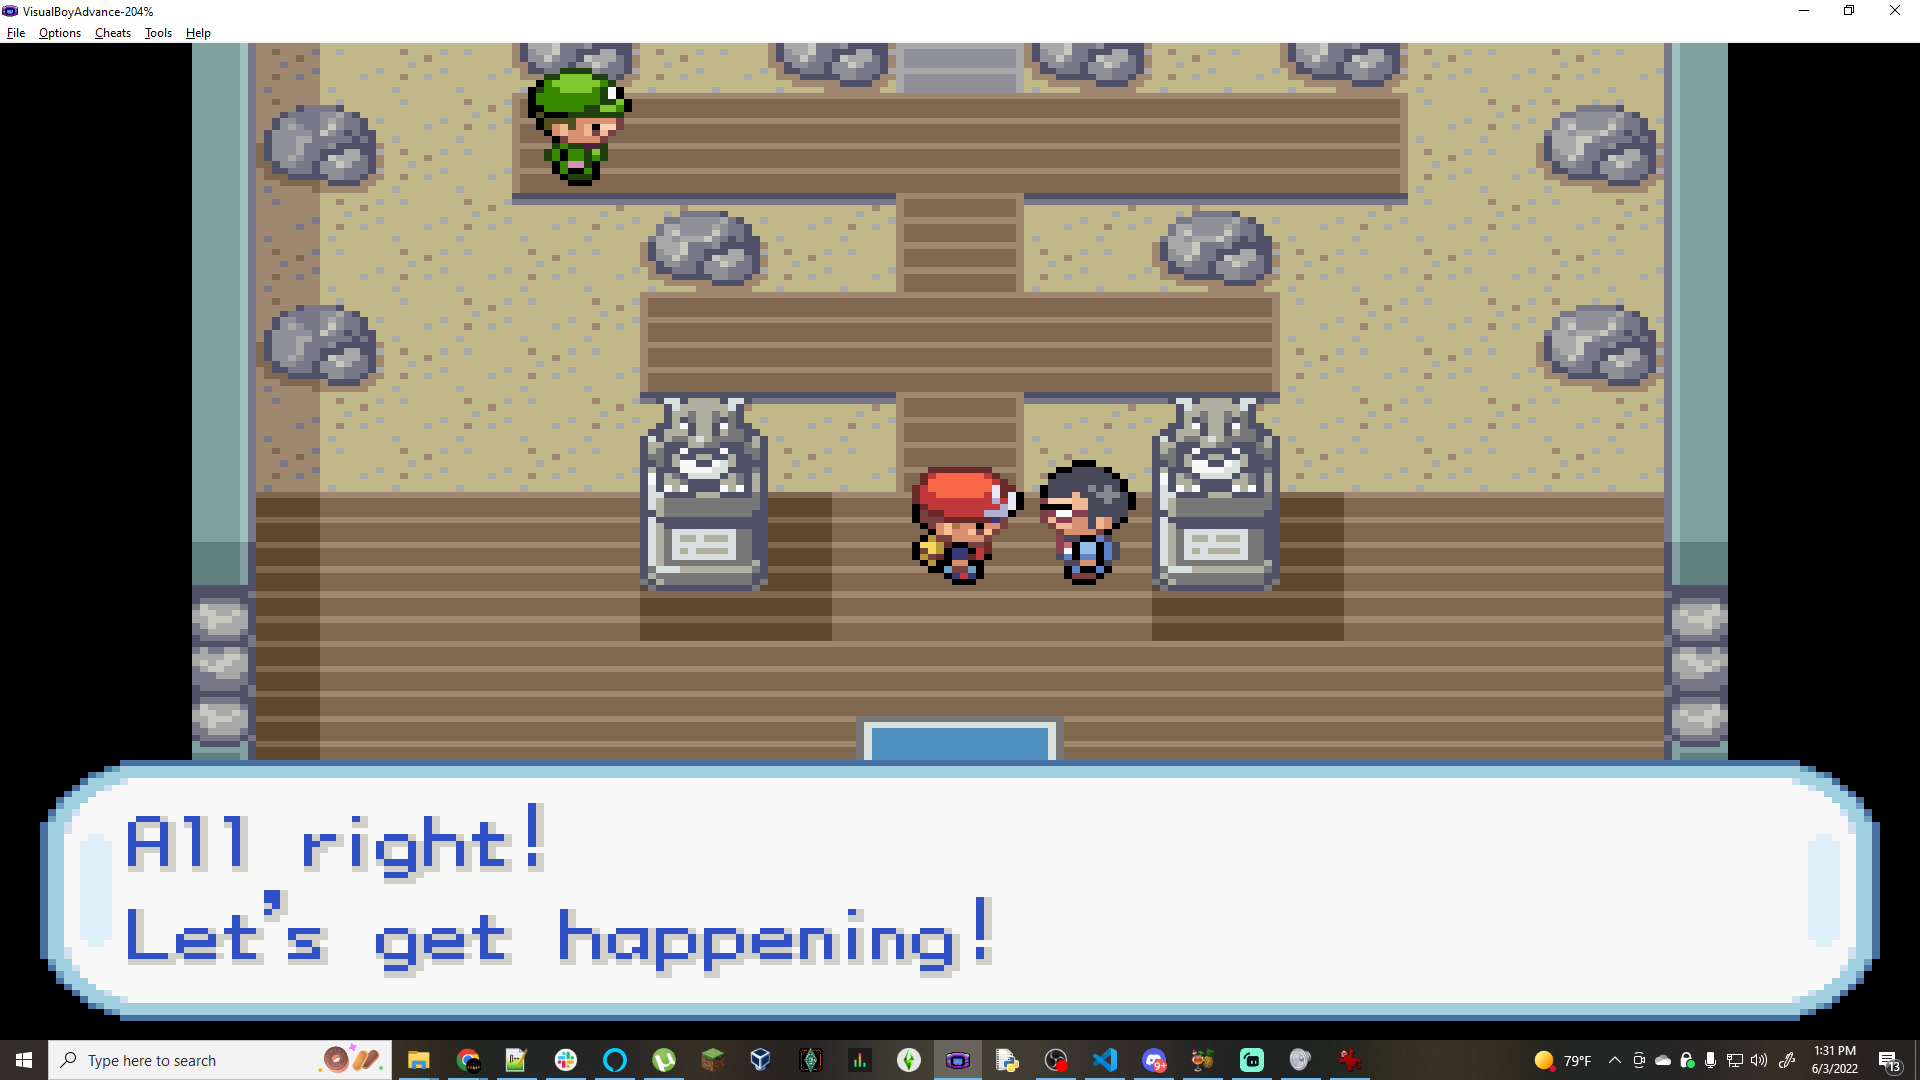 VisualBoyAdvance-204%
File Options Cheats Tools Help
All right!
Let's get happening!
Type here to search
9+
79°F
1:31 PM
6/3/2022
13